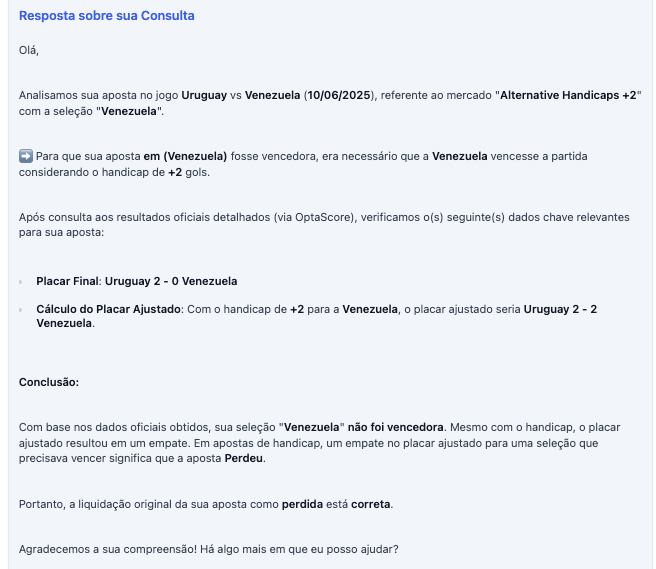 Resposta sobre sua Consulta
Olá,
Analisamos sua aposta no jogo Uruguay vs Venezuela (10/06/2025), referente ao mercado "Alternative Handicaps +2"
com a seleção "Venezuela".
➡️ Para que sua aposta em (Venezuela) fosse vencedora, era necessário que a Venezuela vencesse a partida
considerando o handicap de +2 gols.
Após consulta aos resultados oficiais detalhados (via OptaScore), verificamos o(s) seguinte(s) dados chave relevantes
para sua aposta:
Placar Final: Uruguay 2 - 0 Venezuela
Cálculo do Placar Ajustado: Com o handicap de +2 para a Venezuela, o placar ajustado seria Uruguay 2 - 2
Venezuela.
Conclusão:
Com base nos dados oficiais obtidos, sua seleção "Venezuela" não foi vencedora. Mesmo com o handicap, o placar
ajustado resultou em um empate. Em apostas de handicap, um empate no placar ajustado para uma seleção que
precisava vencer significa que a aposta Perdeu.
Portanto, a liquidação original da sua aposta como perdida está correta.
Agradecemos a sua compreensão! Há algo mais em que eu posso ajudar?